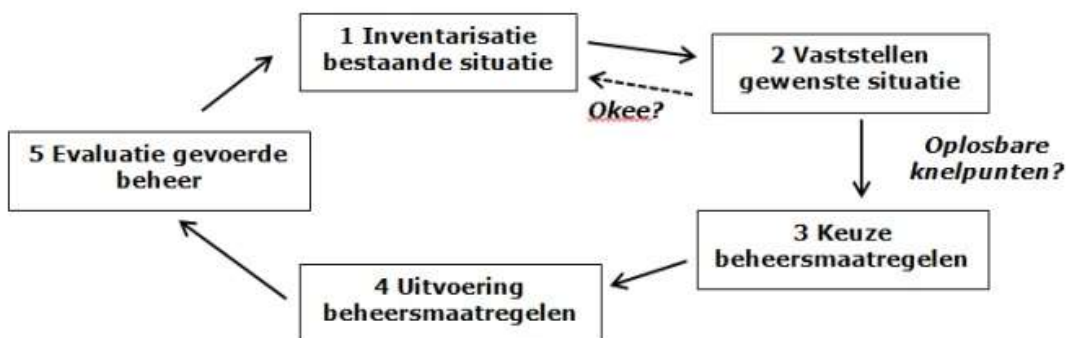 1 Inventarisatie
bestaande situatie
2 Vaststellen
gewenste situatie
Okee?
Oplosbare
knelpunten?
3 Keuze
beheersmaatregelen
4 Uitvoering
beheersmaatregelen
5 Evaluatie gevoerde
beheer